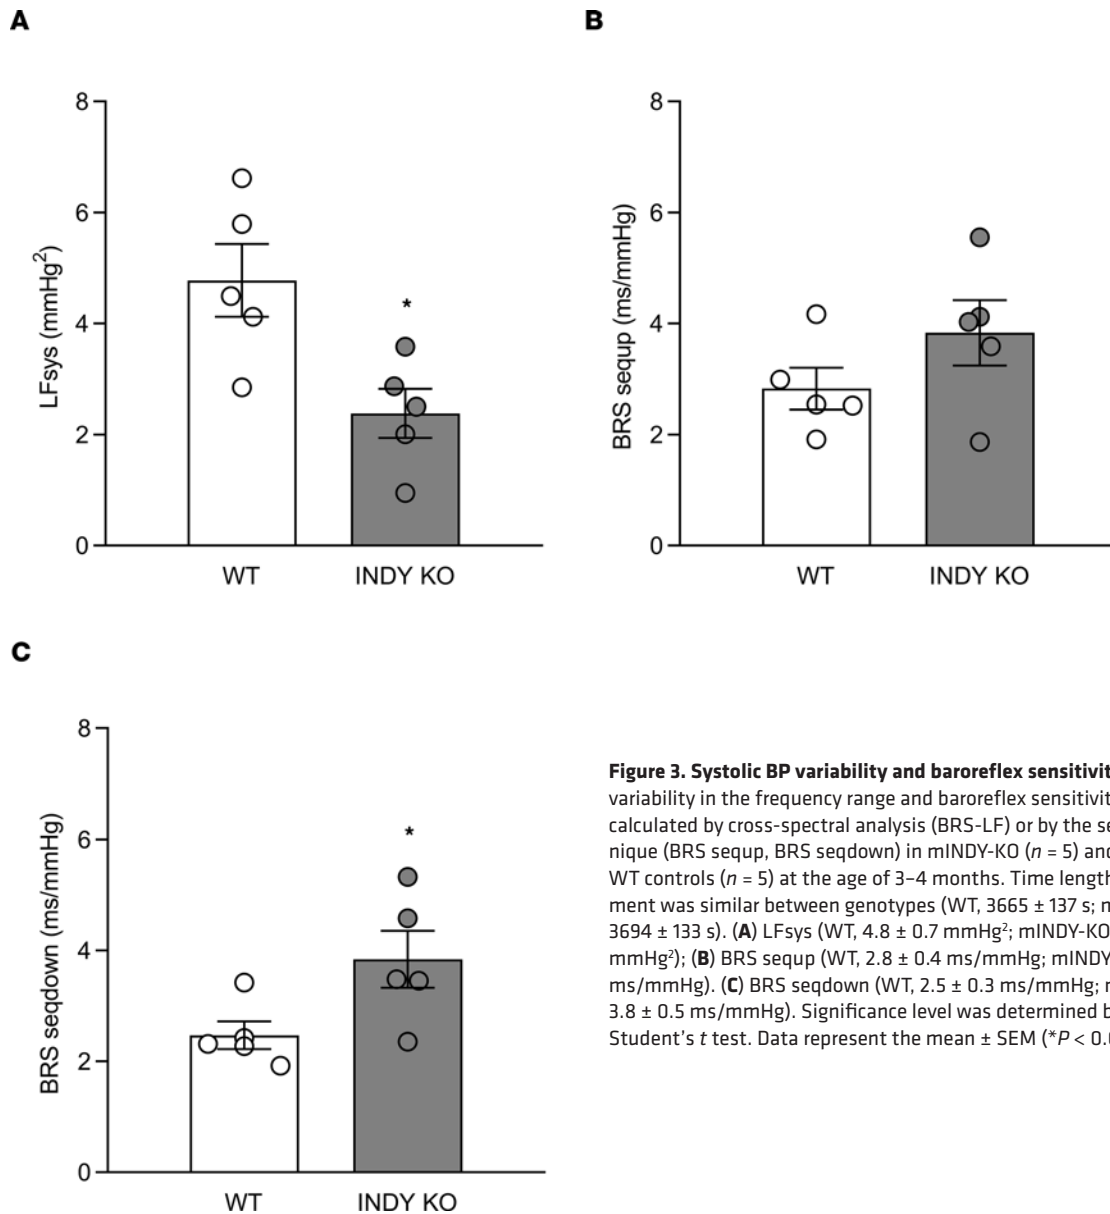 A
8
6
4
2
0
LFsys (mmHg²)
*
WT
INDY KO
B
8
6
4
2
0
BRS sequp (ms/mmHg)
WT
INDY KO
C
8
6
4
2
0
BRS seqdown (ms/mmHg)
*
WT
INDY KO
Figure 3. Systolic BP variability and baroreflex
variability in the frequency range and baroreflex
calculated by cross-spectral analysis (BRS-LF) or by the
nique (BRS sequp, BRS seqdown) in mINDY-KO (n = 5)
WT controls (n = 5) at the age of 3–4 months. Time length
ment was similar between genotypes (WT, 3665 ± 137 s;
3694 ± 133 s). (A) LFsys (WT, 4.8 ± 0.7 mmHg²; mINDY-KO
mmHg²); (B) BRS sequp (WT, 2.8 ± 0.4 ms/mmHg;
ms/mmHg). (C) BRS seqdown (WT, 2.5 ± 0.3 ms/mmHg;
3.8 ± 0.5 ms/mmHg). Significance level was determined
Student's t test. Data represent the mean ± SEM (*P <